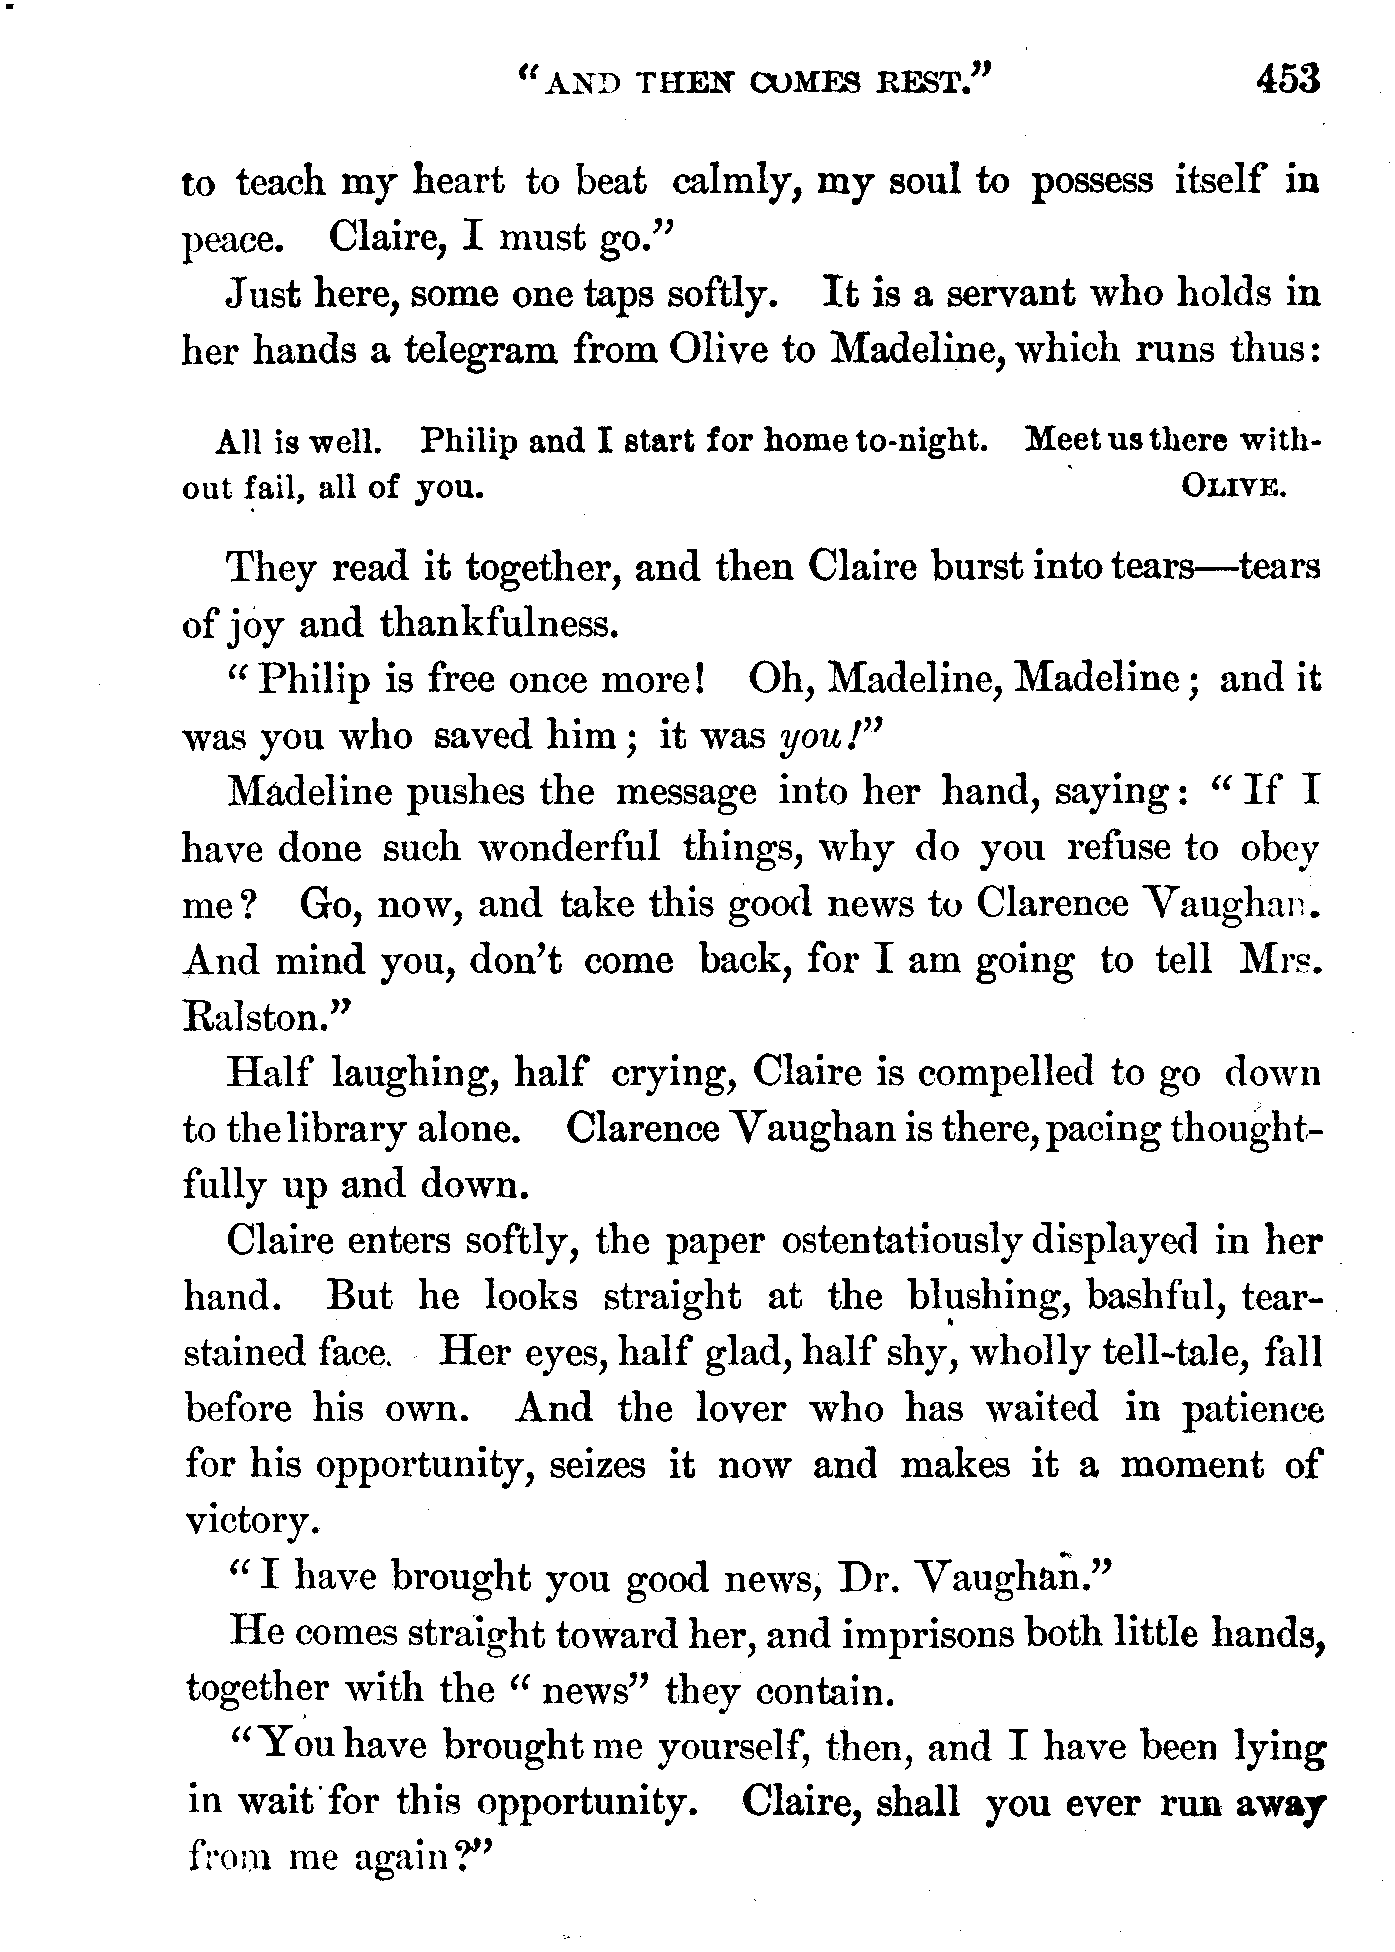 "AND THEN COMES REST." 453
to teach my heart to beat calmly, my soul to possess itself in
peace. Claire, I must go."
Just here, some one taps softly. It is a servant who holds in
her hands a telegram from Olive to Madeline, which runs thus:
All is well. Philip and I start for home to-night. Meet us there with-
out fail, all of you. OLIVE.
They read it together, and then Claire burst into tears—tears
of joy and thankfulness.
"Philip is free once more! Oh, Madeline, Madeline; and it
was you who saved him; it was you!"
Madeline pushes the message into her hand, saying: "If I
have done such wonderful things, why do you refuse to obey
me? Go, now, and take this good news to Clarence Vaughan.
And mind you, don't come back, for I am going to tell Mrs.
Ralston."
Half laughing, half crying, Claire is compelled to go down
to the library alone. Clarence Vaughan is there, pacing thought-
fully up and down.
Claire enters softly, the paper ostentatiously displayed in her
hand. But he looks straight at the blushing, bashful, tear-
stained face. Her eyes, half glad, half shy, wholly tell-tale, fall
before his own. And the lover who has waited in patience
for his opportunity, seizes it now and makes it a moment of
victory.
"I have brought you good news, Dr. Vaughan."
He comes straight toward her, and imprisons both little hands,
together with the "news" they contain.
"You have brought me yourself, then, and I have been lying
in wait for this opportunity. Claire, shall you ever run away
from me again?"